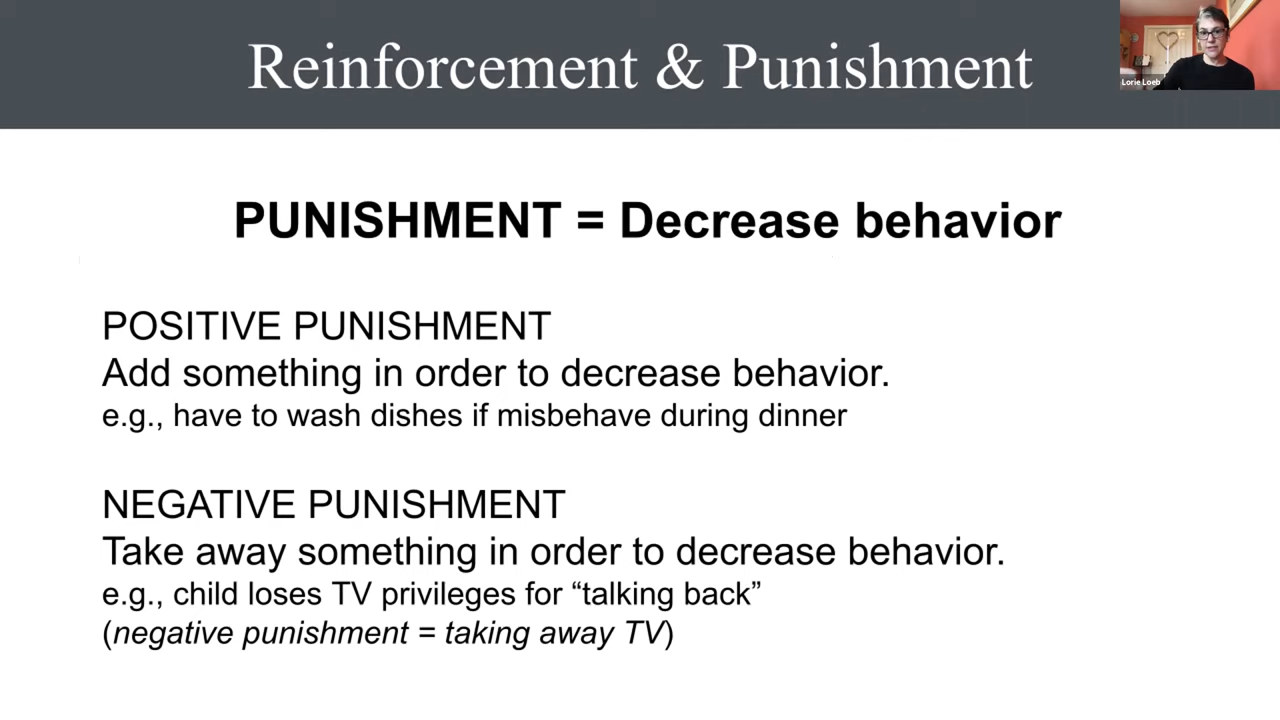 Reinforcement & Punishment
Lorie Loeb
PUNISHMENT = Decrease behavior
POSITIVE PUNISHMENT
Add something in order to decrease behavior.
e.g., have to wash dishes if misbehave during dinner
NEGATIVE PUNISHMENT
Take away something in order to decrease behavior.
e.g., child loses TV privileges for “talking back”
(negative punishment = taking away TV)